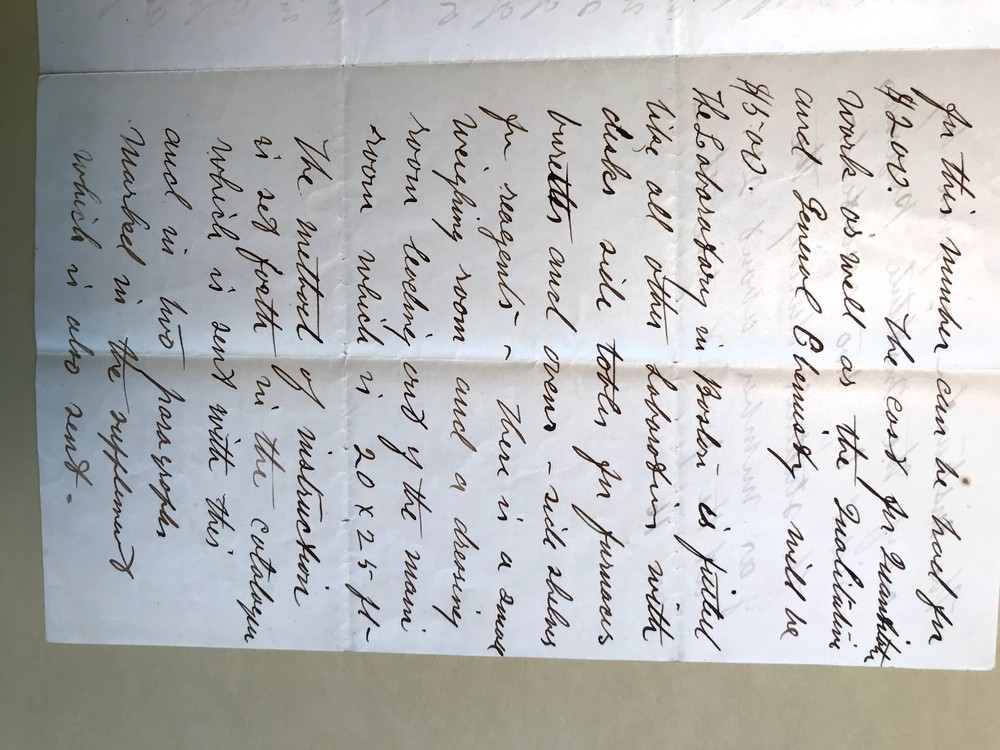 for this number can be had for
$1200. The cost for Quantitative
Work as well as the Qualitative
and General Chemistry will be
$1500.
The Laboratory in Boston is fitted
like all other Laboratories with
desks side tables for furnaces
burettes and ovens - side shelves
for reagents - There is a small
weighing room and a drossing
room leading out of the main
room which is 20 x 25 ft -
The method of instruction
is set forth in the catalogue
which is sent with this
and in two paragraphs
Marked in the supplement
which is also sent.